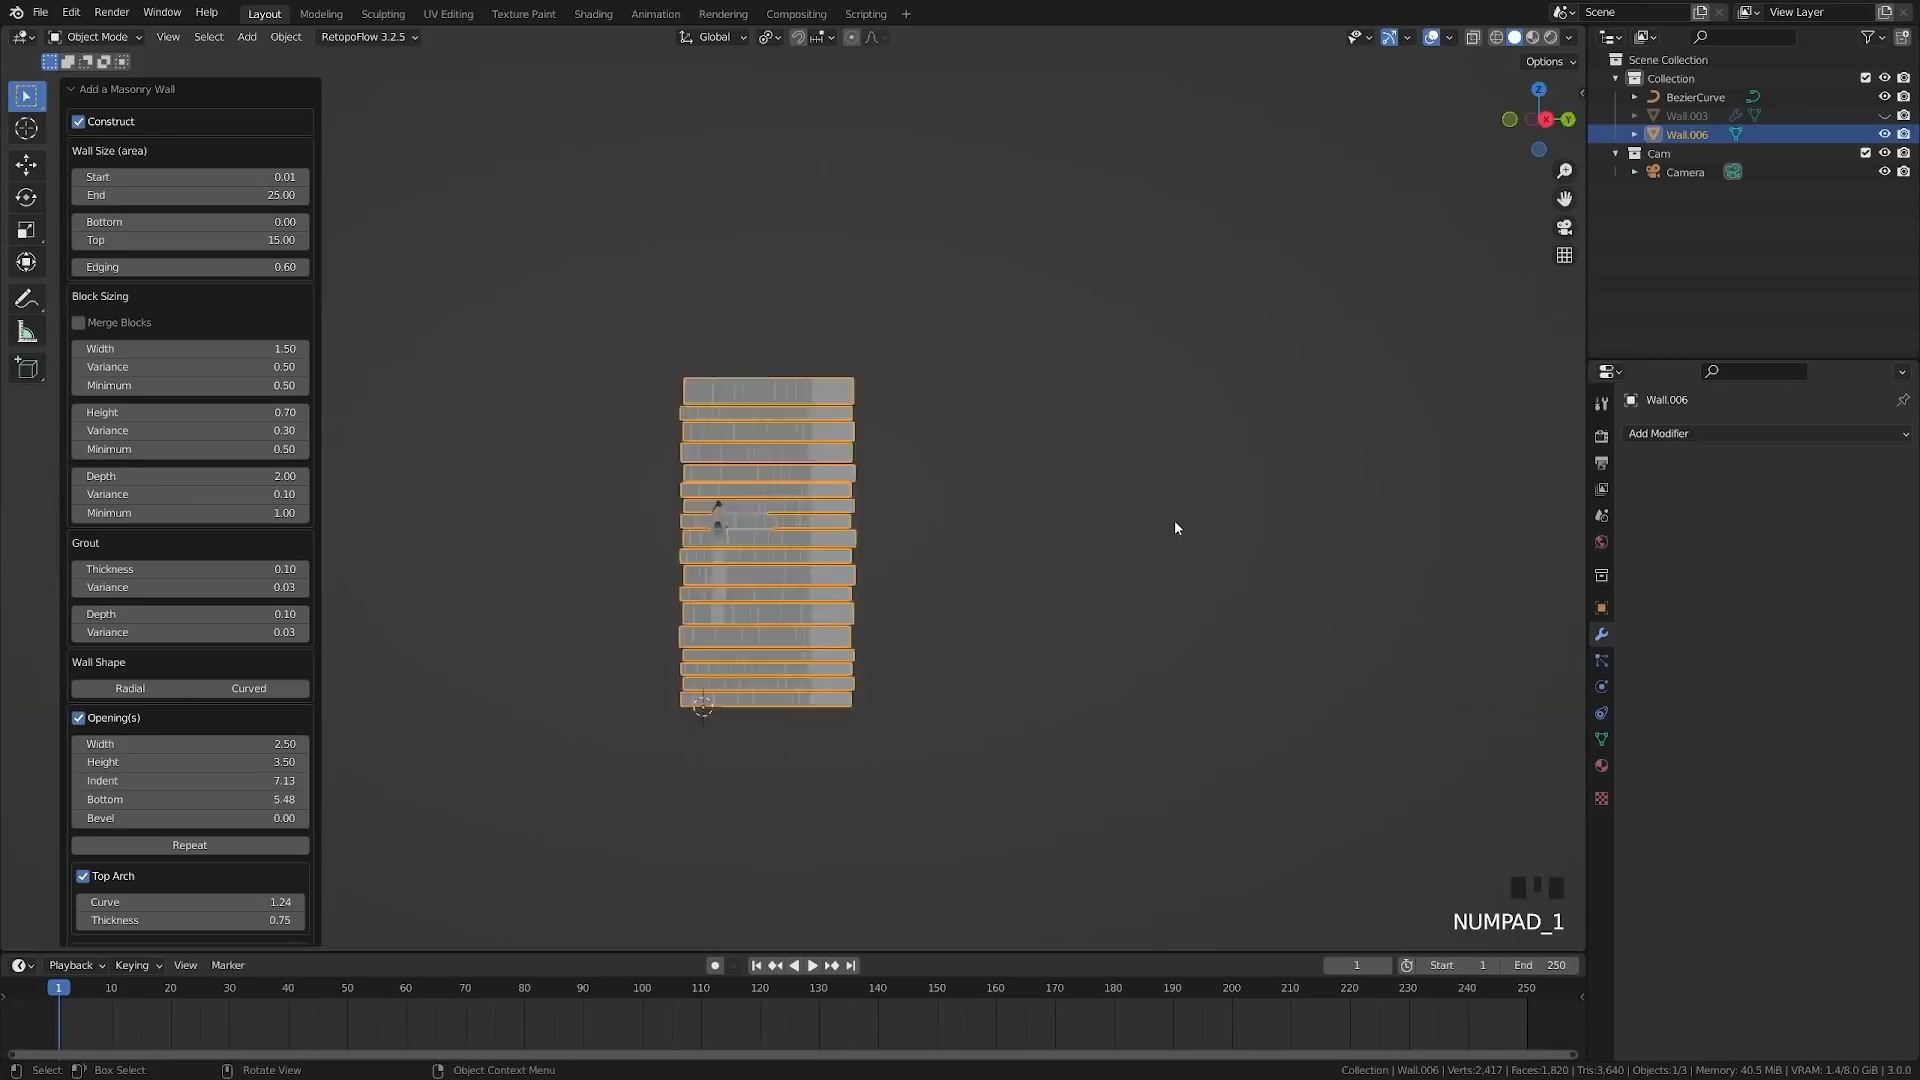 File Edit Render Window Help Layout Modeling Sculpting UV Editing Texture Paint Shading Animation Rendering Compositing Scripting + Scene View Layer
Object Mode View Select Add Object RetopoFlow 3.2.5 Global
Options
Add a Masonry Wall
Construct
Wall Size (area)
Start 0.01
End 25.00
Bottom 0.00
Top 15.00
Edging 0.60
Block Sizing
Merge Blocks
Width 1.50
Variance 0.50
Minimum 0.50
Height 0.70
Variance 0.30
Minimum 0.50
Depth 2.00
Variance 0.10
Minimum 1.00
Grout
Thickness 0.10
Variance 0.03
Depth 0.10
Variance 0.03
Wall Shape
Radial Curved
Opening(s)
Width 2.50
Height 3.50
Indent 7.13
Bottom 5.48
Bevel 0.00
Repeat
Top Arch
Curve 1.24
Thickness 0.75
Z
X
Y
NUMPAD_1
Scene Collection
Collection
BezierCurve
Wall.003
Wall.006
Cam
Camera
Wall.006
Add Modifier
Playback Keying View Marker 1 Start 1 End 250
1 10 20 30 40 50 60 70 80 90 100 110 120 130 140 150 160 170 180 190 200 210 220 230 240 250
Select Box Select Rotate View Object Context Menu Collection | Wall.006 | Verts:2,417 | Faces:1,820 | Tris:3,640 | Objects:1/3 | Memory: 40.5 MiB | VRAM: 1.4/8.0 GiB | 3.0.0